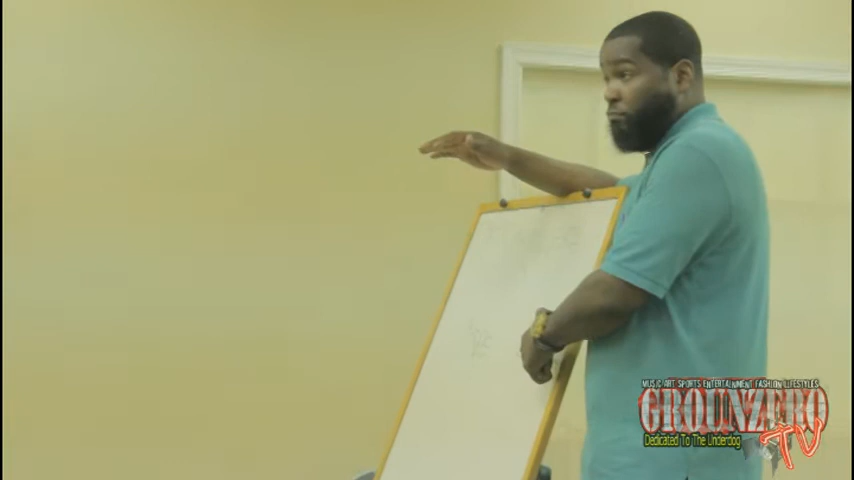 MUSIC ART SPORTS ENTERTAINMENT FASHION LIFESTYLES
GROUNZERO
Dedicated To The Underdog
TV